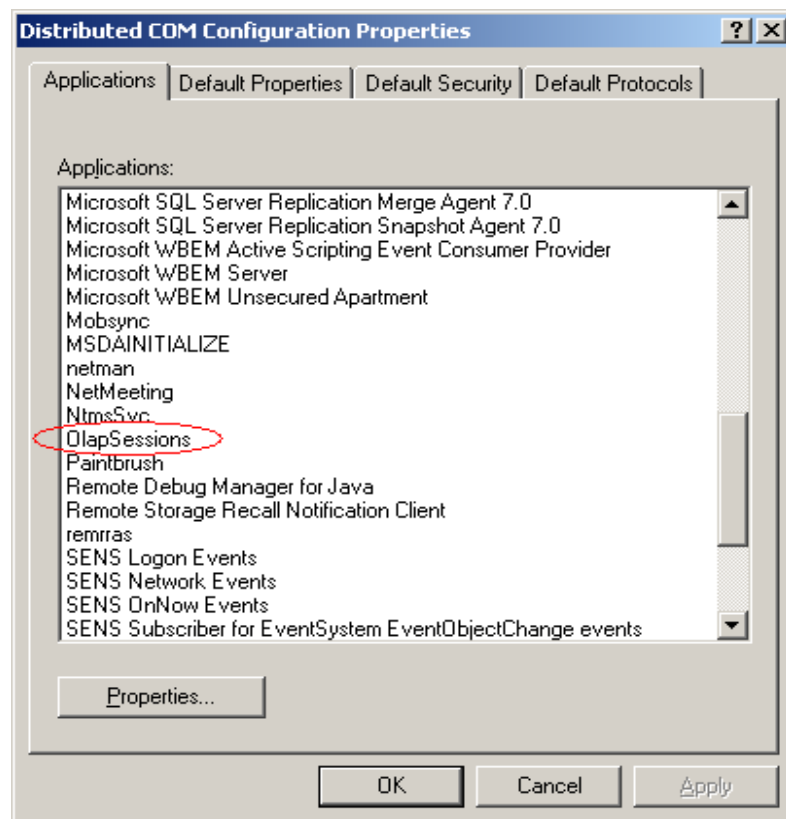 Distributed COM Configuration Properties
Applications Default Properties Default Security Default Protocols
Applications:
Microsoft SQL Server Replication Merge Agent 7.0
Microsoft SQL Server Replication Snapshot Agent 7.0
Microsoft WBEM Active Scripting Event Consumer Provider
Microsoft WBEM Server
Microsoft WBEM Unsecured Apartment
Mobsync
MSDAINITIALIZE
netman
NetMeeting
NtmsSvc
OlapSessions
Paintbrush
Remote Debug Manager for Java
Remote Storage Recall Notification Client
remrras
SENS Logon Events
SENS Network Events
SENS OnNow Events
SENS Subscriber for EventSystem EventObjectChange events
Properties...
OK Cancel Apply